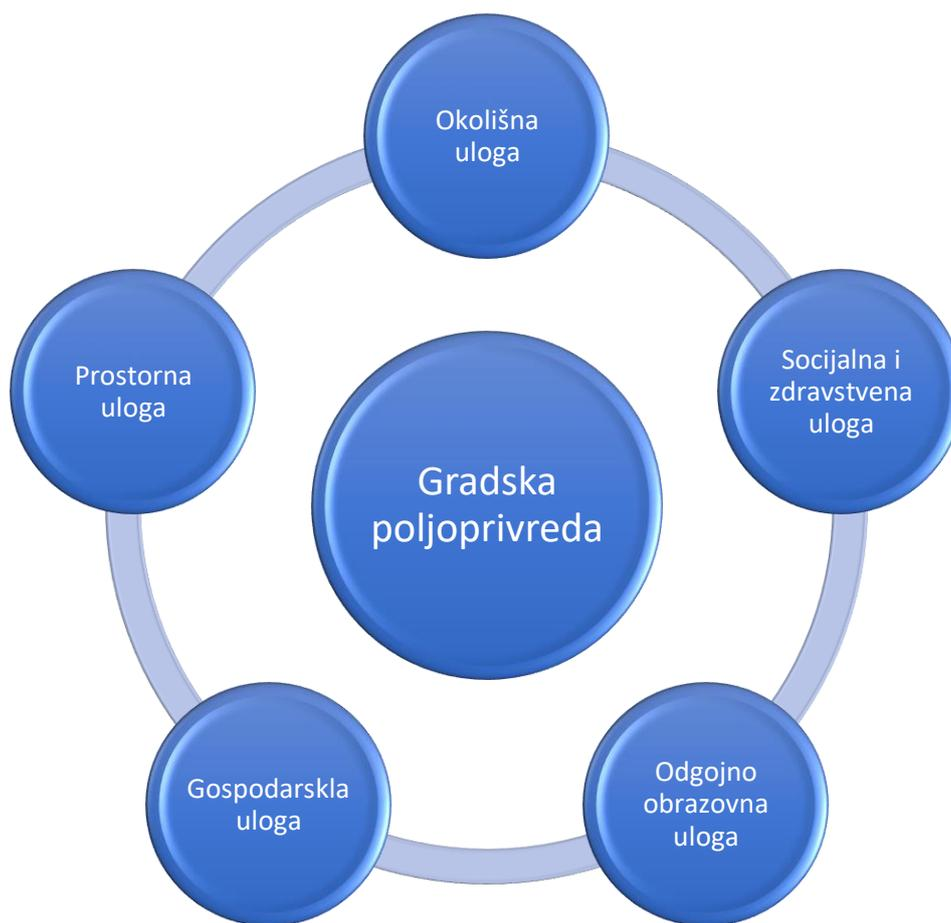 Okolišna
uloga
Socijalna i
zdravstvena
uloga
Odgojno
obrazovna
uloga
Gospodarskla
uloga
Prostorna
uloga
Gradska
poljoprivreda